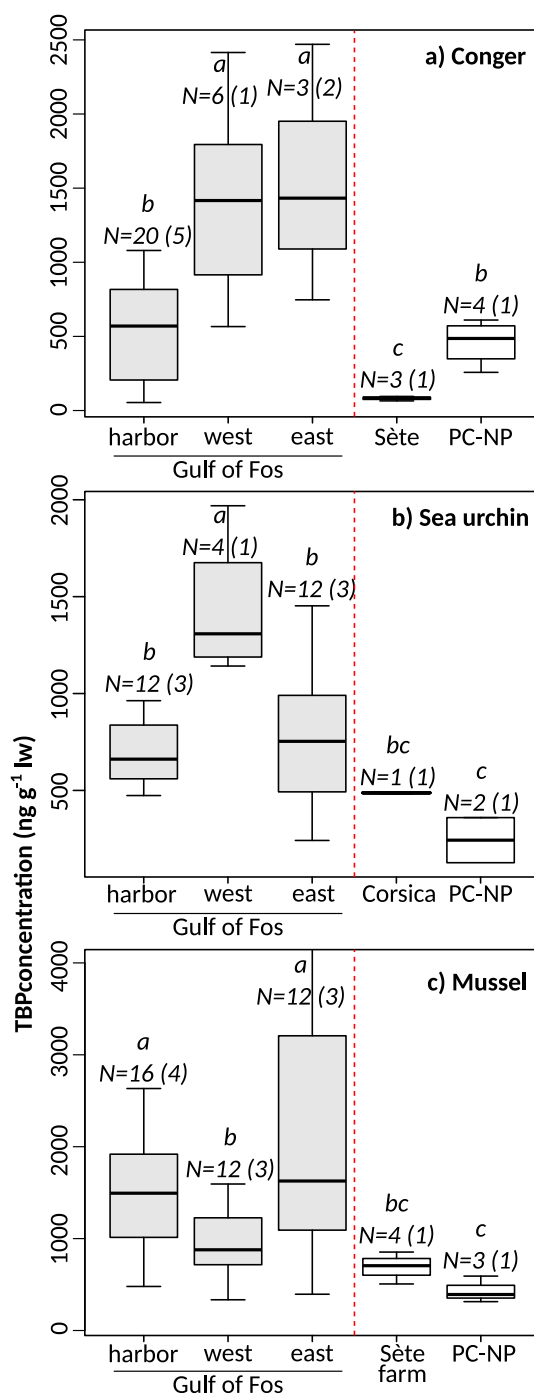 TBPconcentration (ng g⁻¹ lw)
a) Conger
2500
2000
1500
1000
500
0
b
N=20 (5)
a
N=6 (1)
a
N=3 (2)
c
N=3 (1)
b
N=4 (1)
harbor west east Sète PC-NP
Gulf of Fos
b) Sea urchin
2000
1500
1000
500
b
N=12 (3)
a
N=4 (1)
b
N=12 (3)
bc
N=1 (1)
c
N=2 (1)
harbor west east Corsica PC-NP
Gulf of Fos
c) Mussel
4000
3000
2000
1000
0
a
N=16 (4)
b
N=12 (3)
a
N=12 (3)
bc
N=4 (1)
c
N=3 (1)
harbor west east Sète PC-NP
farm
Gulf of Fos